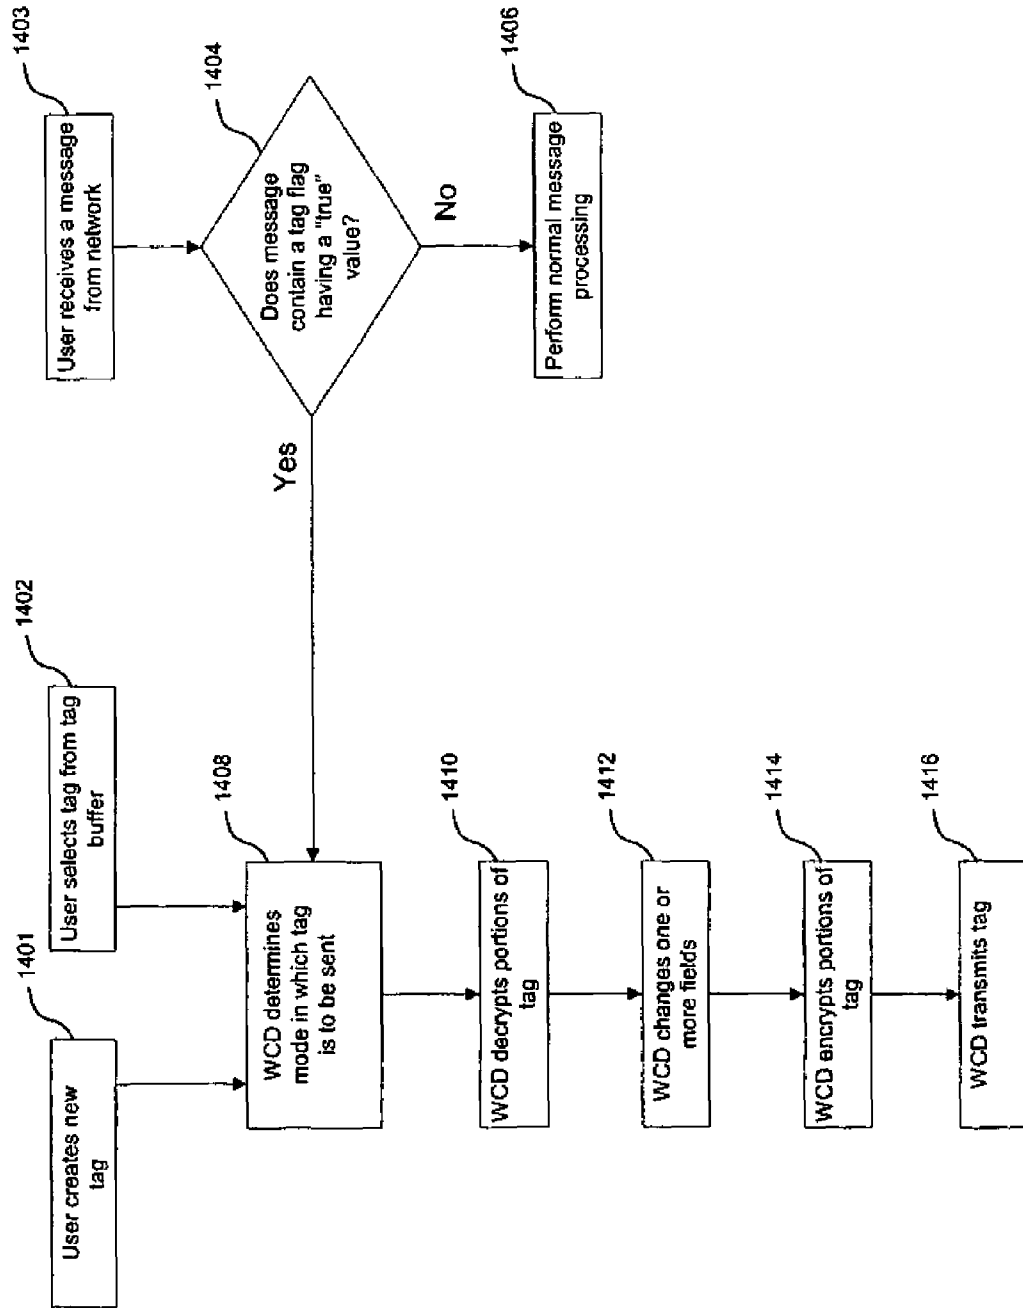 1401
User creates new
tag
1402
User selects tag from tag
buffer
1403
User receives a message
from network
1404
Does message
contain a tag flag
having a "true"
value?
Yes
No
1406
Perform normal message
processing
1408
WCD determines
mode in which tag
is to be sent
1410
WCD decrypts portions of
tag
1412
WCD changes one or
more fields
1414
WCD encrypts portions of
tag
1416
WCD transmits tag